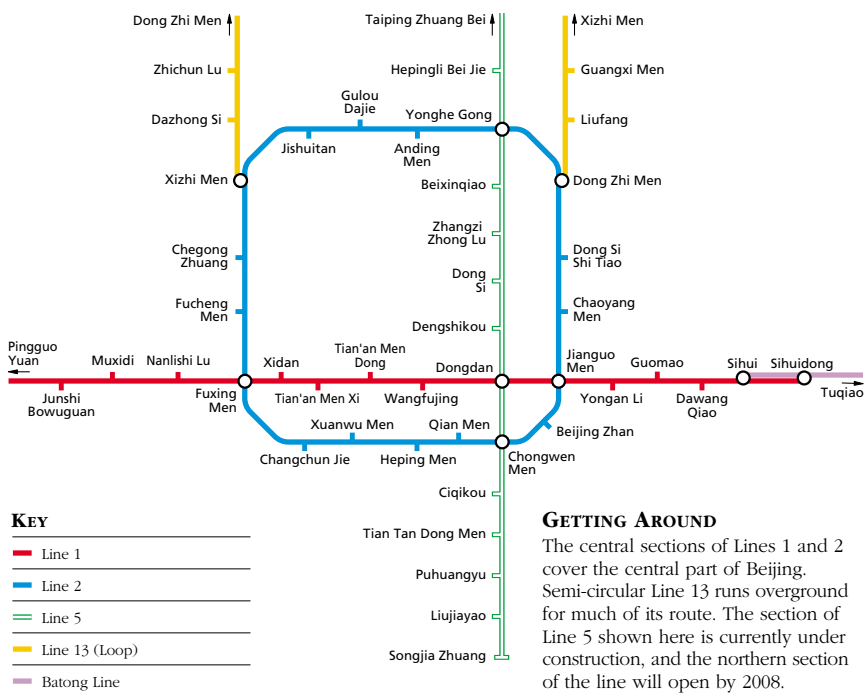 Dong Zhi Men
Taiping Zhuang Bei
Xizhi Men
Zhichun Lu
Hepingli Bei Jie
Guangxi Men
Gulou
Dajie
Yonghe Gong
Dazhong Si
Liufang
Jishuitan
Anding
Men
Xizhi Men
Beixinqiao
Dong Zhi Men
Zhangzi
Zhong Lu
Chegong
Zhuang
Dong Si
Shi Tiao
Dong
Si
Fucheng
Men
Chaoyang
Men
Dengshikou
Pingguo
Yuan
Muxidi
Nanlishi Lu
Xidan
Tian'an Men
Dong
Dongdan
Jianguo
Men
Guomao
Sihui
Sihuidong
Junshi
Bowuguan
Fuxing
Men
Tian'an Men Xi
Wangfujing
Yongan Li
Dawang
Qiao
Tuqiao
Xuanwu Men
Qian Men
Beijing Zhan
Changchun Jie
Heping Men
Chongwen
Men
Ciqikou
Tian Tan Dong Men
Puhuangyu
Liujiayao
Songjia Zhuang
KEY
Line 1
Line 2
Line 5
Line 13 (Loop)
Batong Line
GETTING AROUND
The central sections of Lines 1 and 2
cover the central part of Beijing.
Semi-circular Line 13 runs overground
for much of its route. The section of
Line 5 shown here is currently under
construction, and the northern section
of the line will open by 2008.